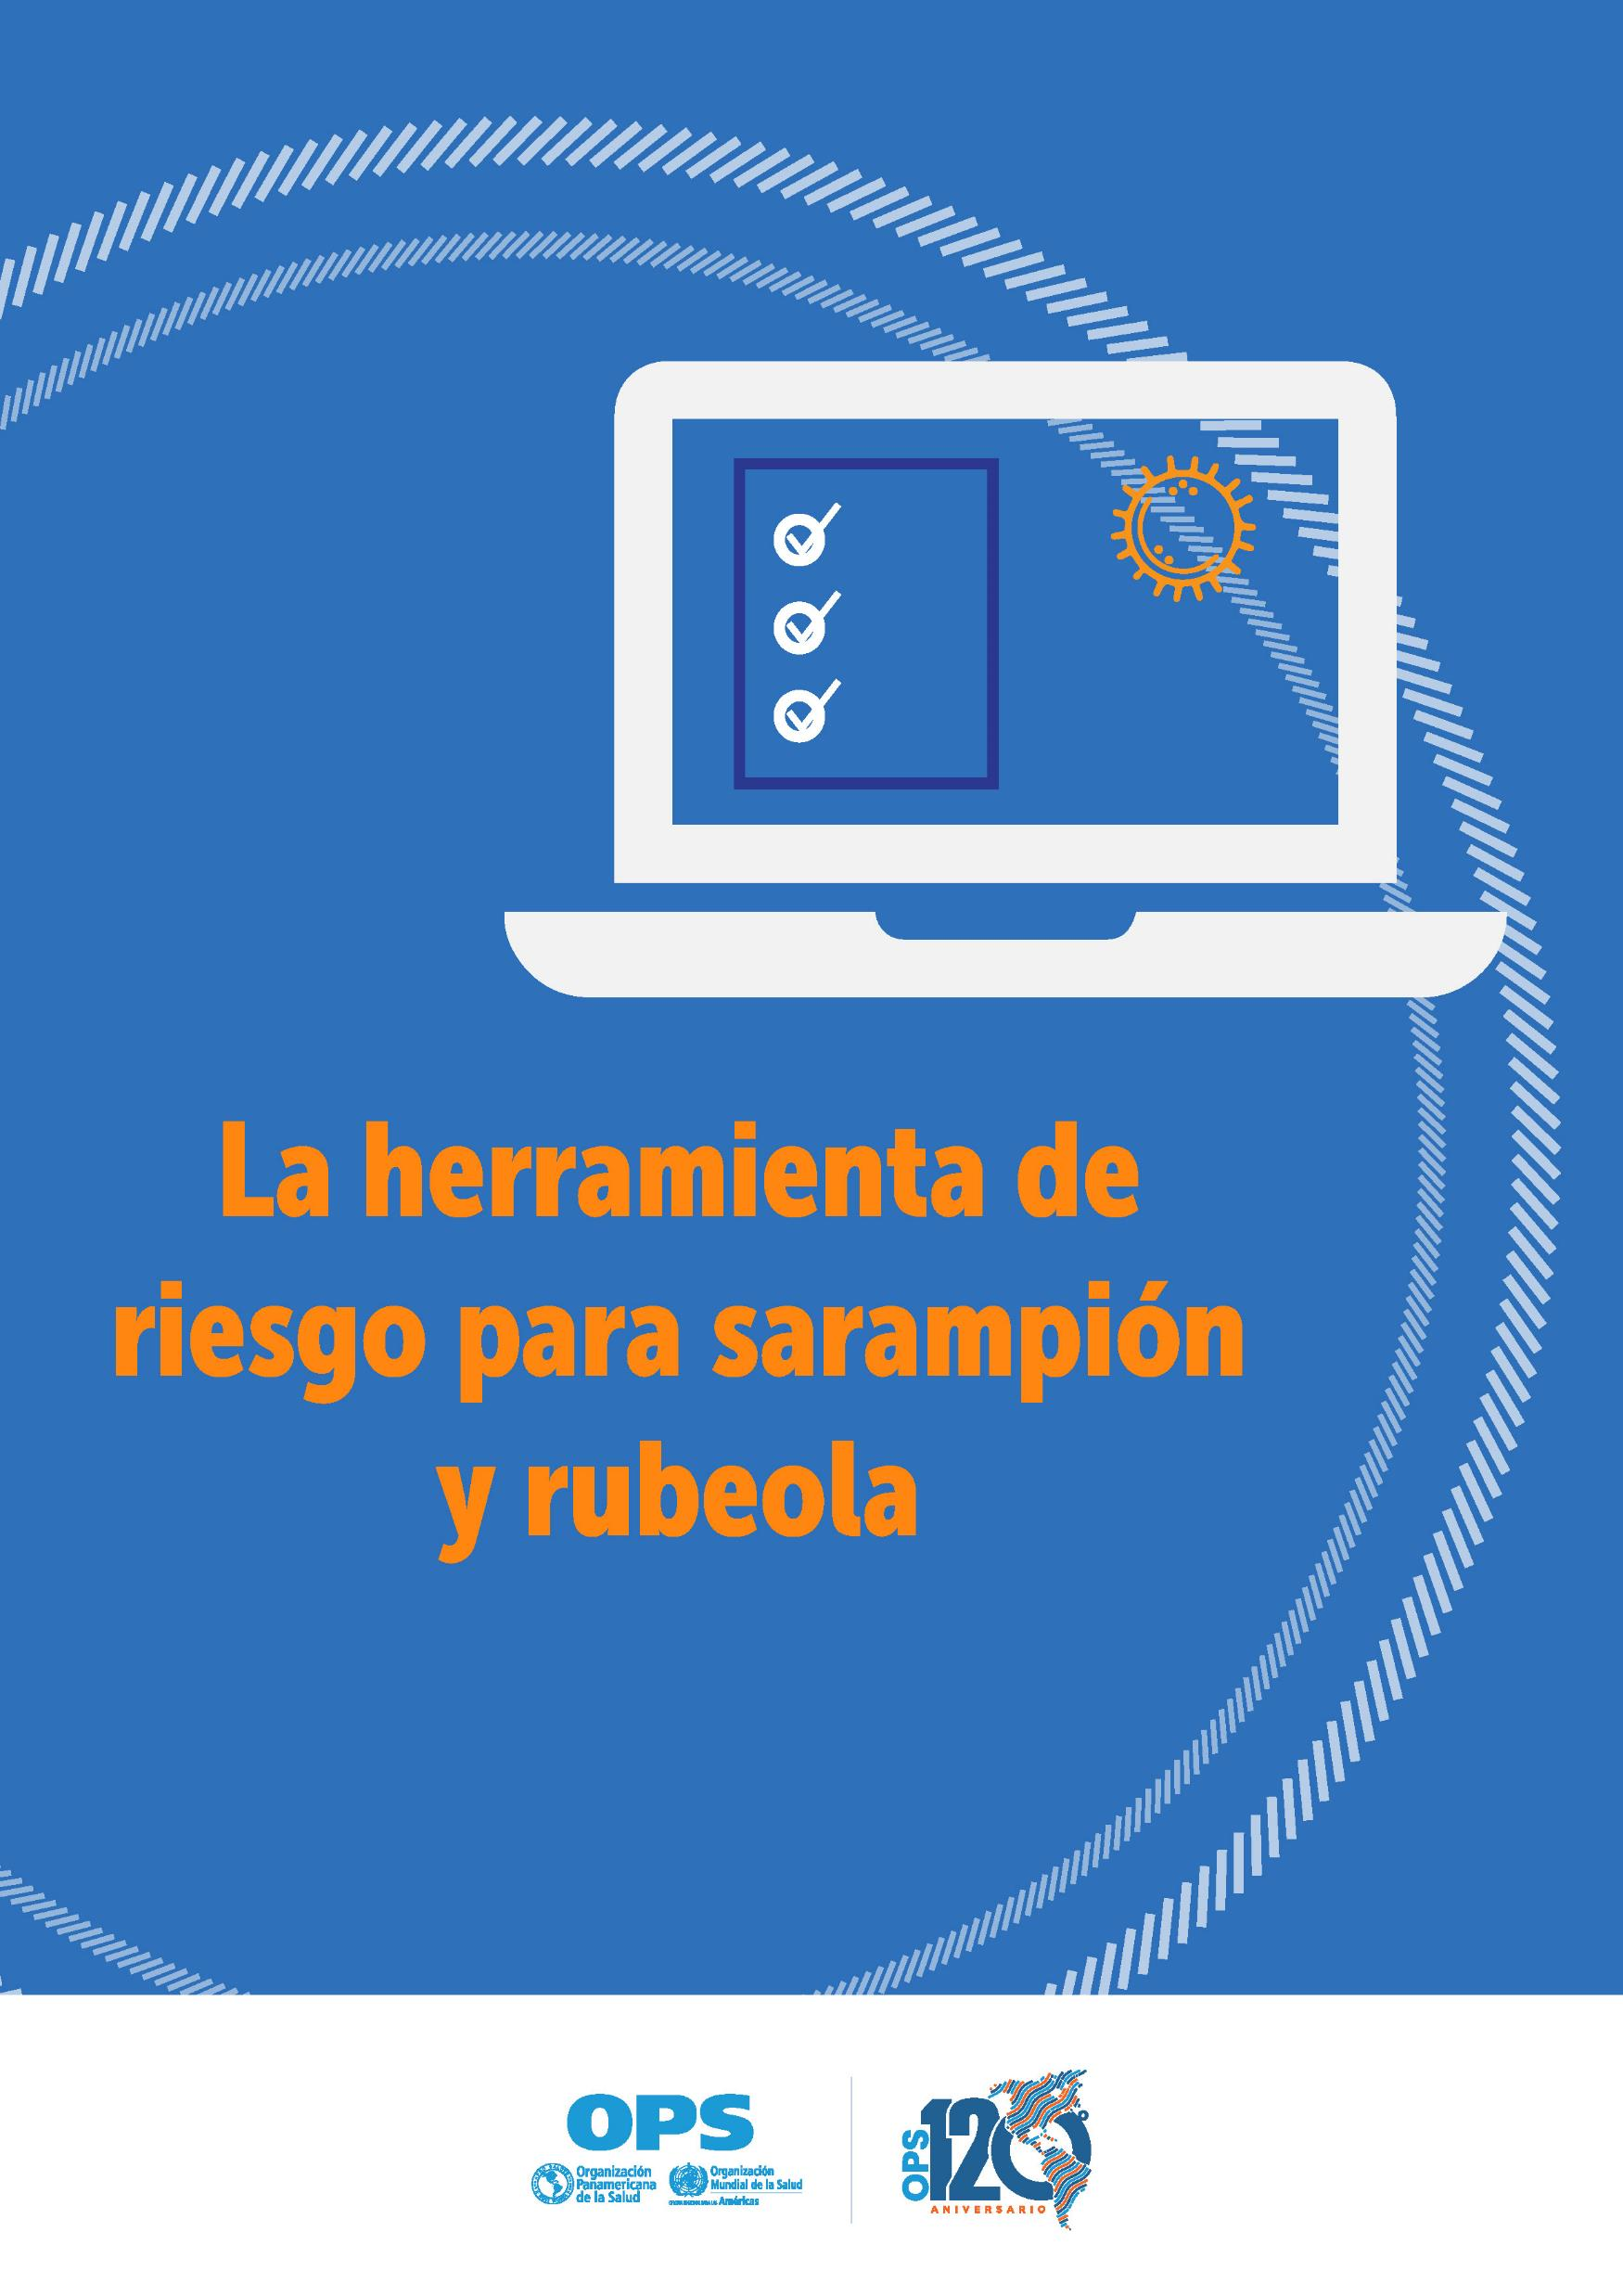 La herramienta de
riesgo para sarampión
y rubeola
OPS
Organización
Panamericana
de la Salud
Organización
Mundial de la Salud
Américas
OPS
120º
ANIVERSARIO